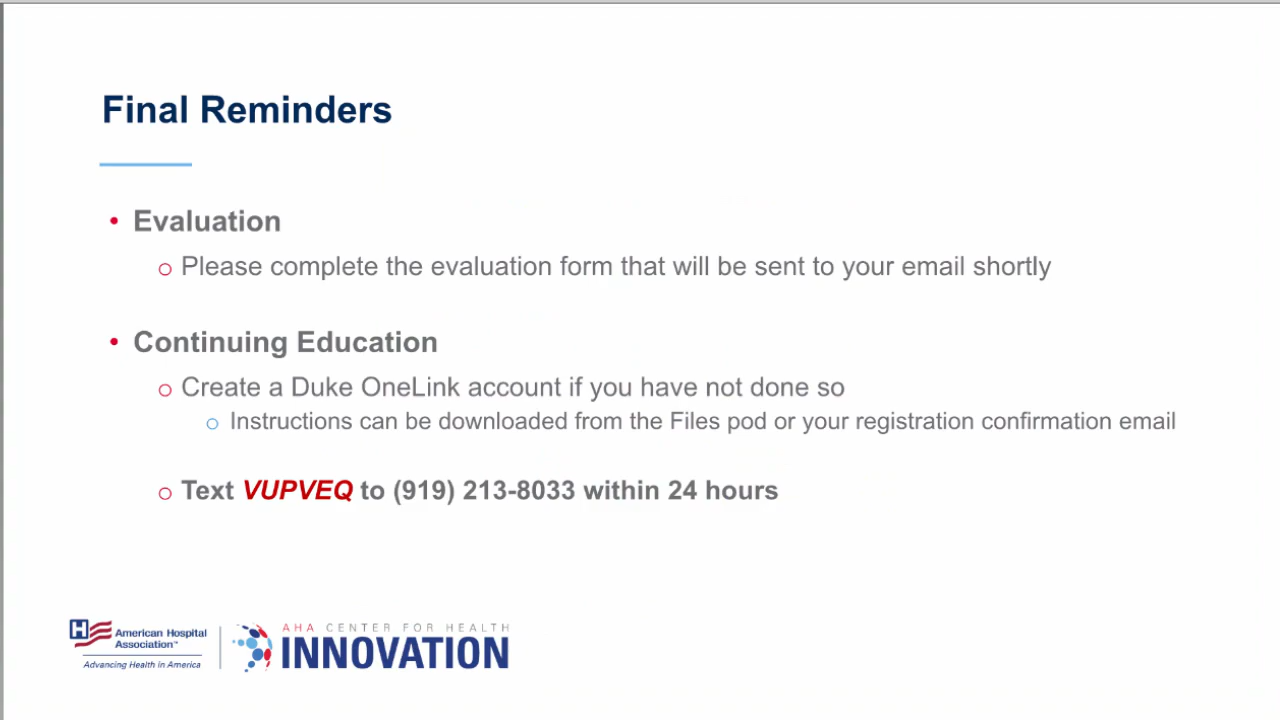 Final Reminders
• Evaluation
o Please complete the evaluation form that will be sent to your email shortly
• Continuing Education
o Create a Duke OneLink account if you have not done so
o Instructions can be downloaded from the Files pod or your registration confirmation email
o Text VUPVEQ to (919) 213-8033 within 24 hours
H American Hospital
Association™
Advancing Health in America
AHA CENTER FOR HEALTH
INNOVATION